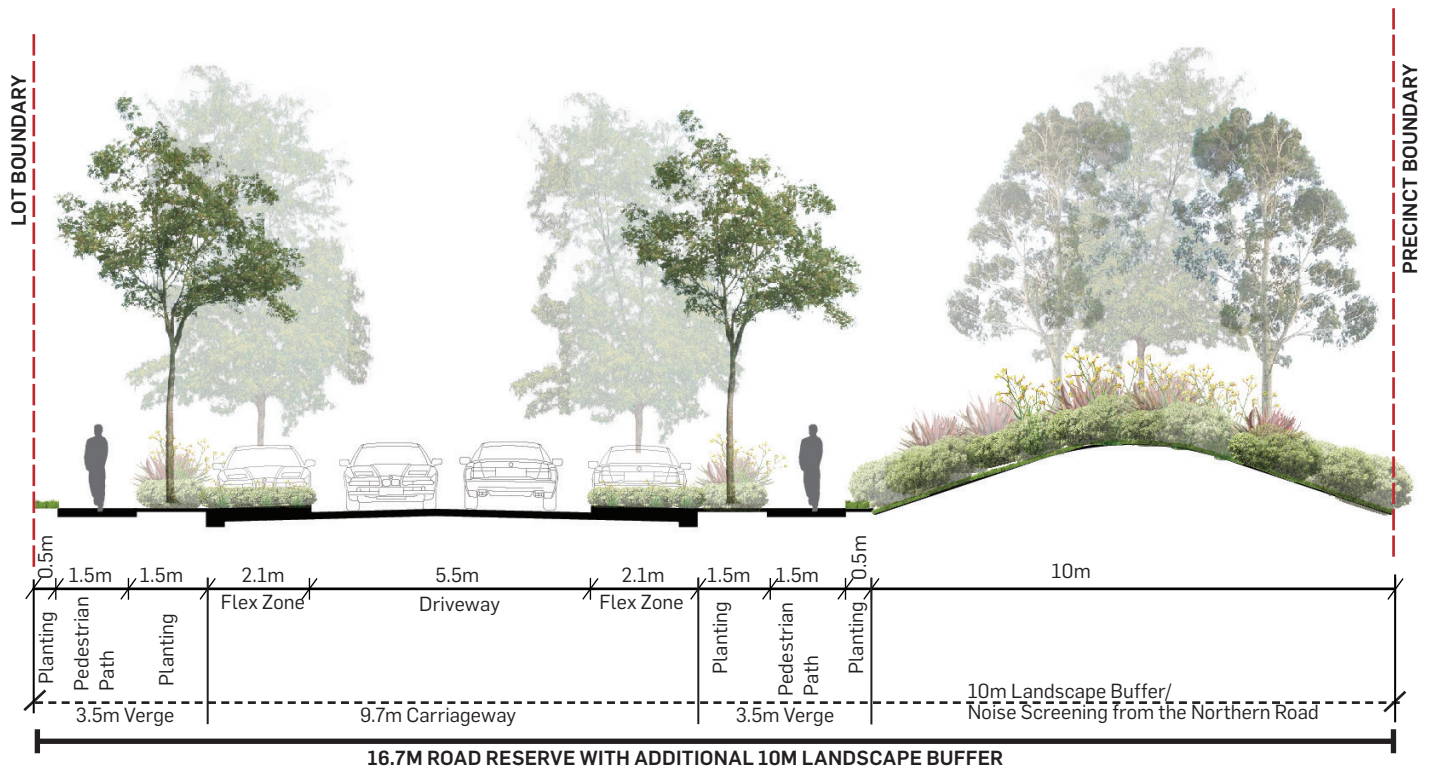 LOT BOUNDARY
PRECINCT BOUNDARY
0.5m
1.5m
1.5m
2.1m
5.5m
2.1m
1.5m
1.5m
0.5m
10m
Flex Zone
Driveway
Flex Zone
Planting
Pedestrian
Path
Planting
Planting
Pedestrian
Path
Planting
10m Landscape Buffer/
Noise Screening from the Northern Road
3.5m Verge
9.7m Carriageway
3.5m Verge
16.7M ROAD RESERVE WITH ADDITIONAL 10M LANDSCAPE BUFFER